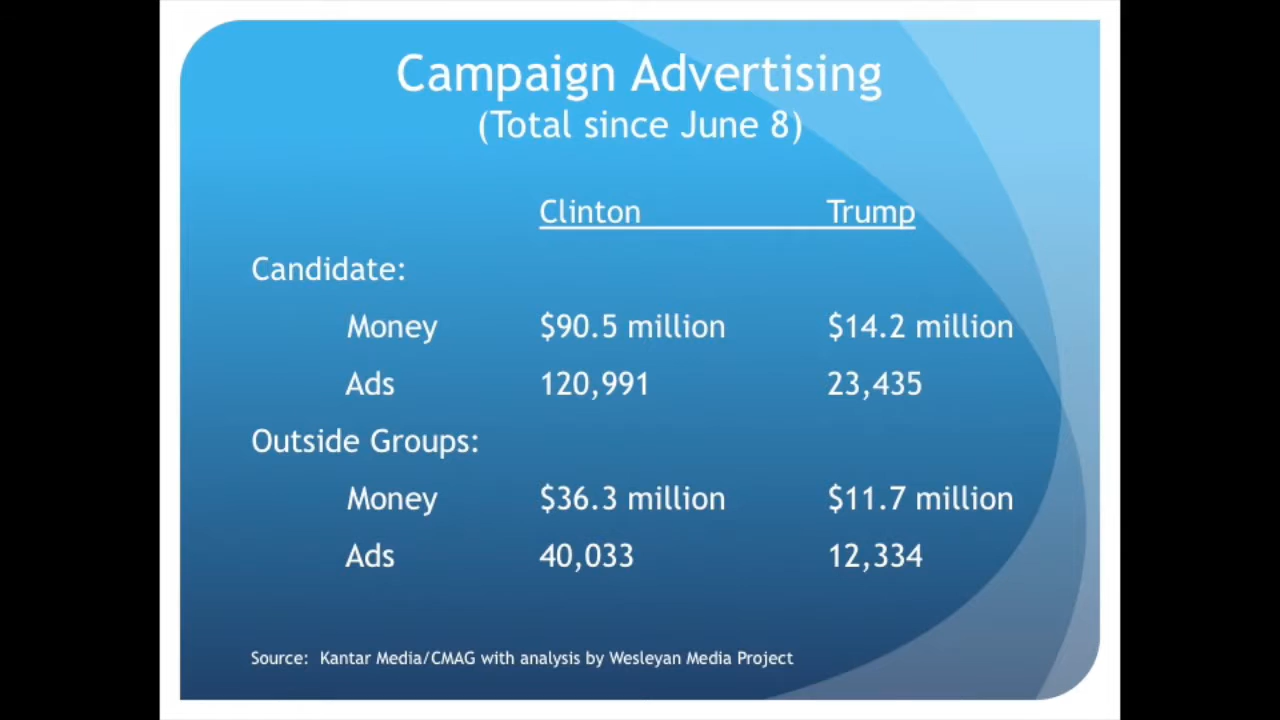 Campaign Advertising
(Total since June 8)
Clinton Trump
Candidate:
Money $90.5 million $14.2 million
Ads 120,991 23,435
Outside Groups:
Money $36.3 million $11.7 million
Ads 40,033 12,334
Source: Kantar Media/CMAG with analysis by Wesleyan Media Project